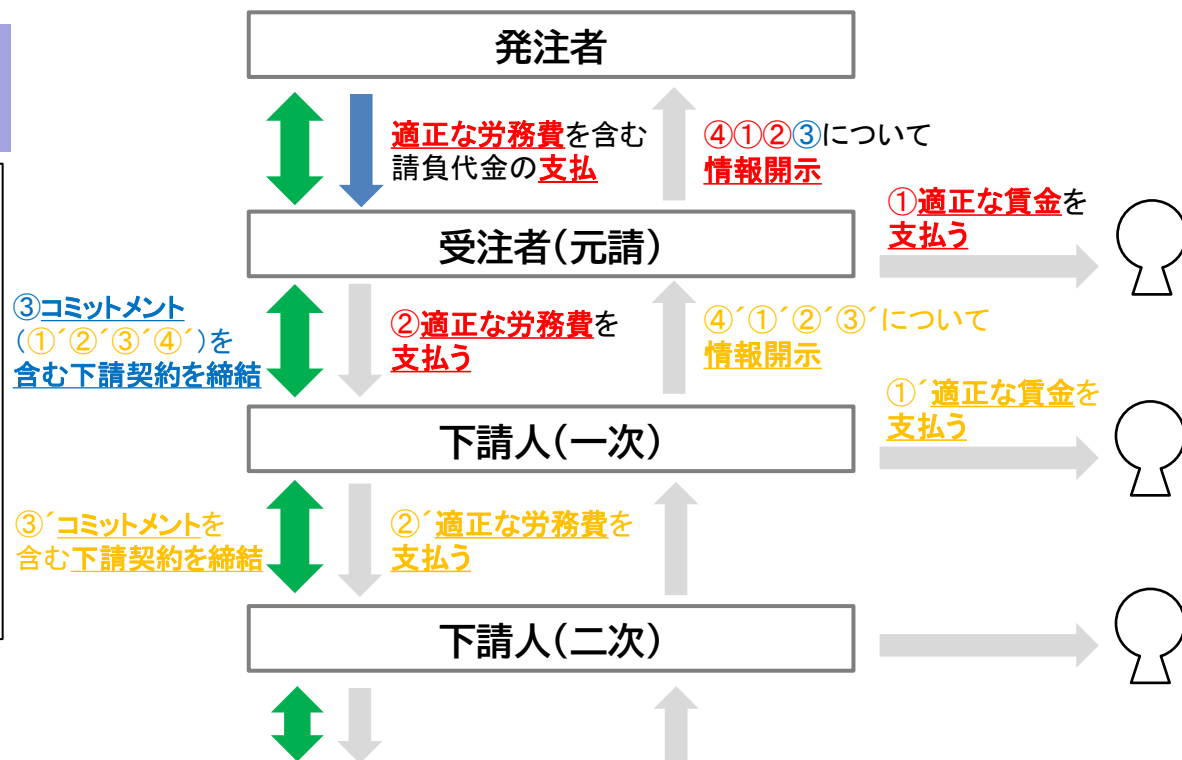 発注者
適正な労務費を含む
請負代金の支払
④①②③について
情報開示
①適正な賃金を
支払う
受注者(元請)
③コミットメント
(①´②´③´④´)を
含む下請契約を締結
②適正な労務費を
支払う
④´①´②´③´について
情報開示
①´適正な賃金を
支払う
下請人(一次)
③´コミットメントを
含む下請契約を締結
②´適正な労務費を
支払う
下請人(二次)